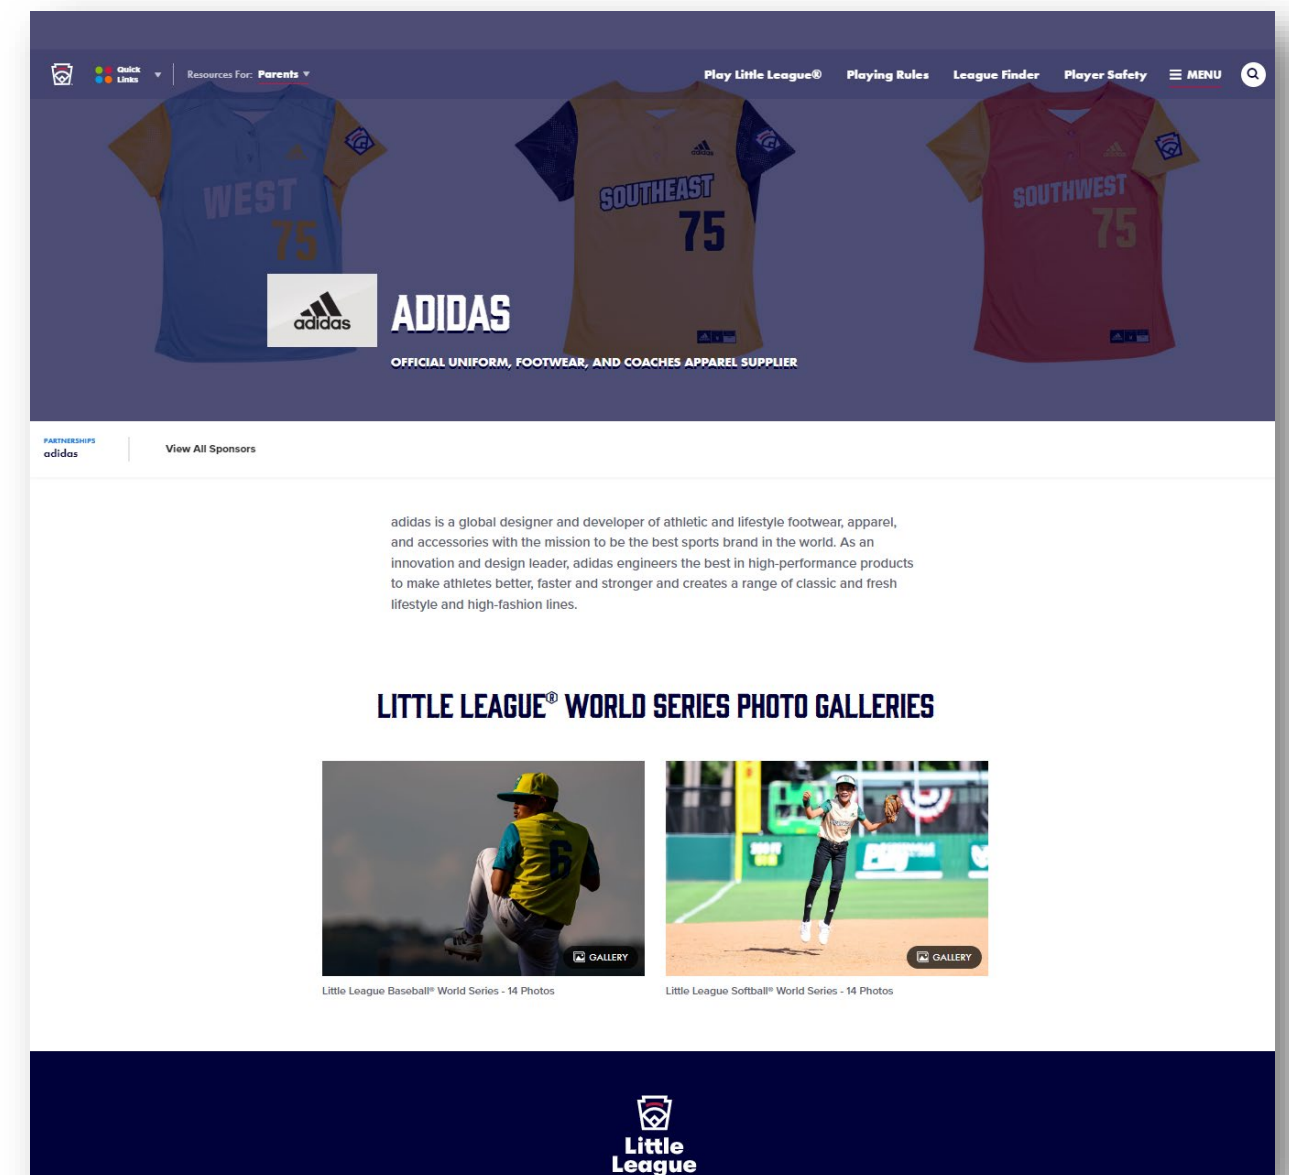 Quick
Links
Resources For: Parents
Play Little League®
Playing Rules
League Finder
Player Safety
MENU
WEST
75
adidas
SOUTHEAST
75
SOUTHWEST
75
adidas
ADIDAS
OFFICIAL UNIFORM, FOOTWEAR, AND COACHES APPAREL SUPPLIER
PARTNERSHIPS
adidas
View All Sponsors
adidas is a global designer and developer of athletic and lifestyle footwear, apparel,
and accessories with the mission to be the best sports brand in the world. As an
innovation and design leader, adidas engineers the best in high-performance products
to make athletes better, faster and stronger and creates a range of classic and fresh
lifestyle and high-fashion lines.
LITTLE LEAGUE® WORLD SERIES PHOTO GALLERIES
6
GALLERY
GALLERY
Little League Baseball® World Series - 14 Photos
Little League Softball® World Series - 14 Photos
Little
League